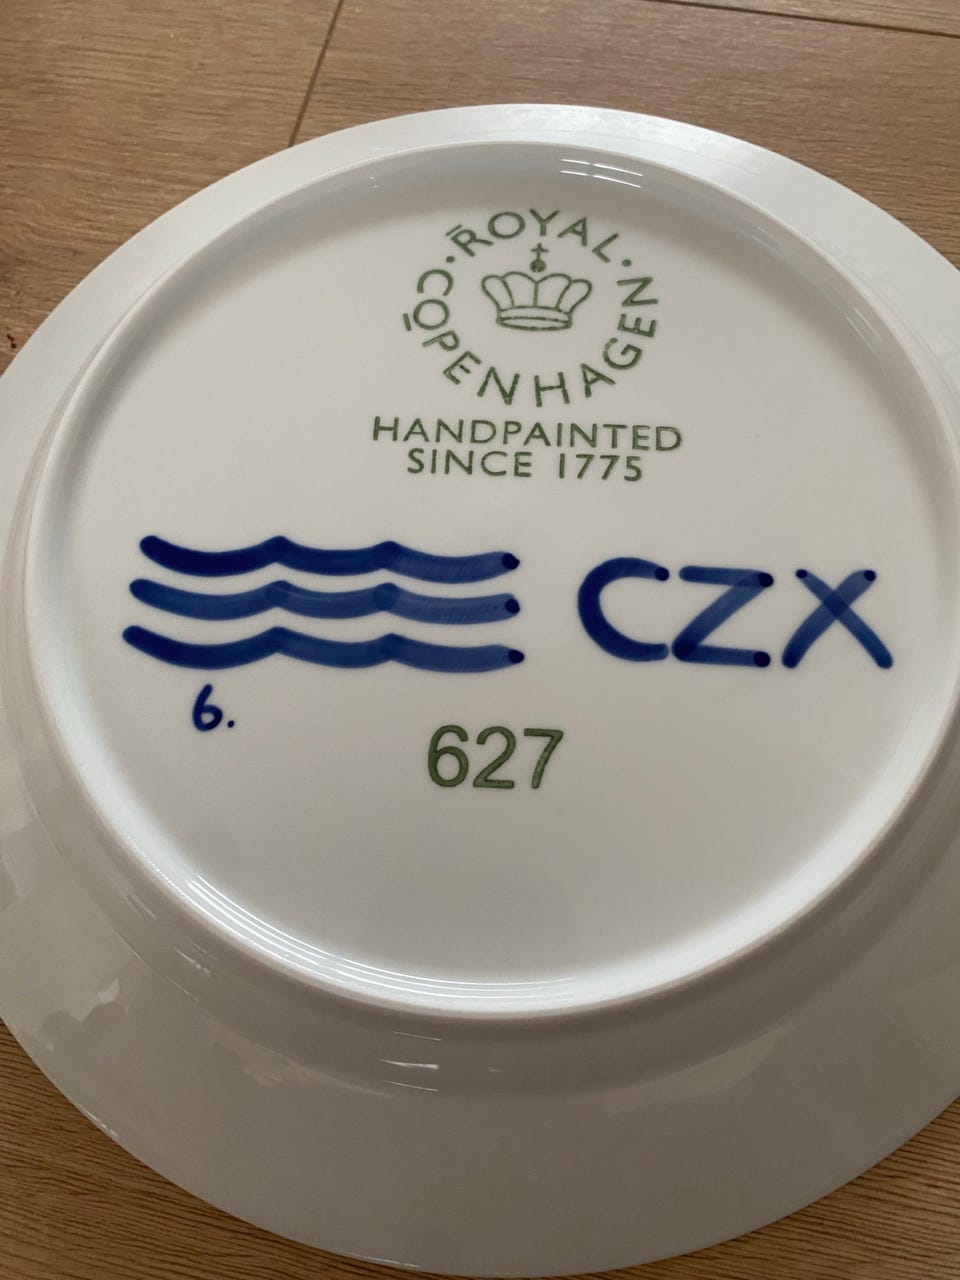 ROYAL · COPENHAGEN ·
HANDPAINTED
SINCE 1775
CZX
6.
627